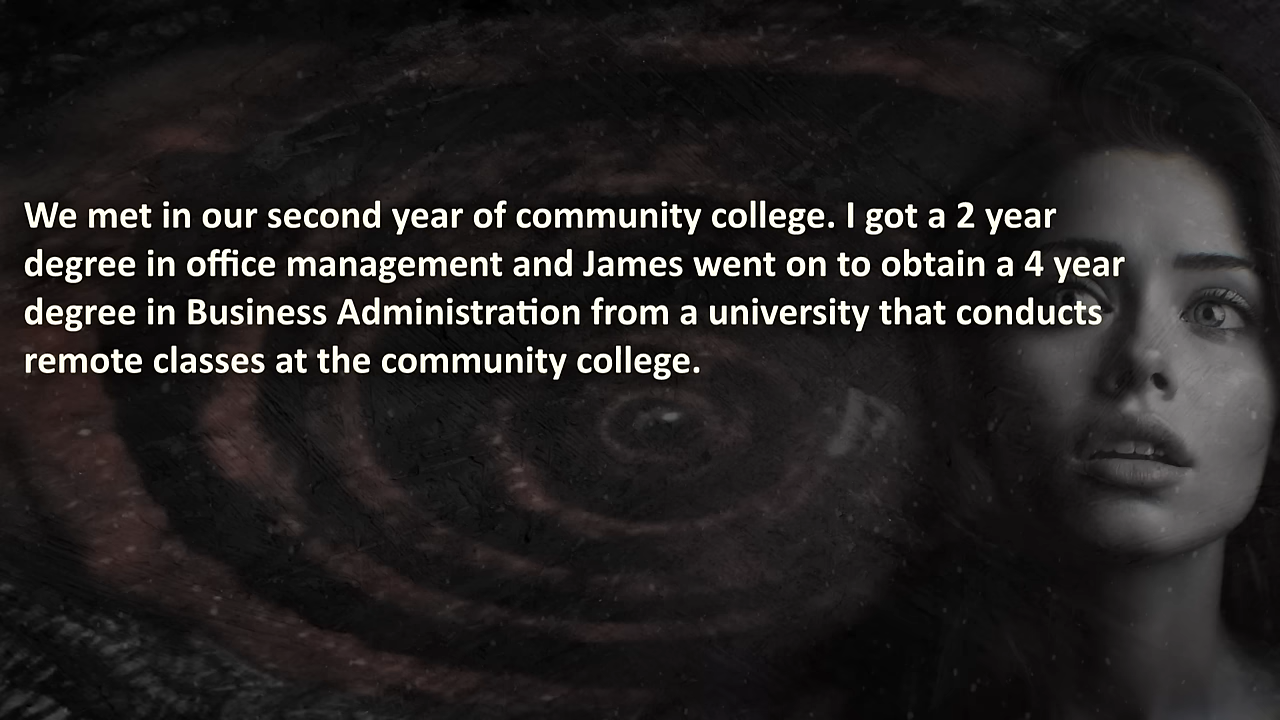 We met in our second year of community college. I got a 2 year
degree in office management and James went on to obtain a 4 year
degree in Business Administration from a university that conducts
remote classes at the community college.